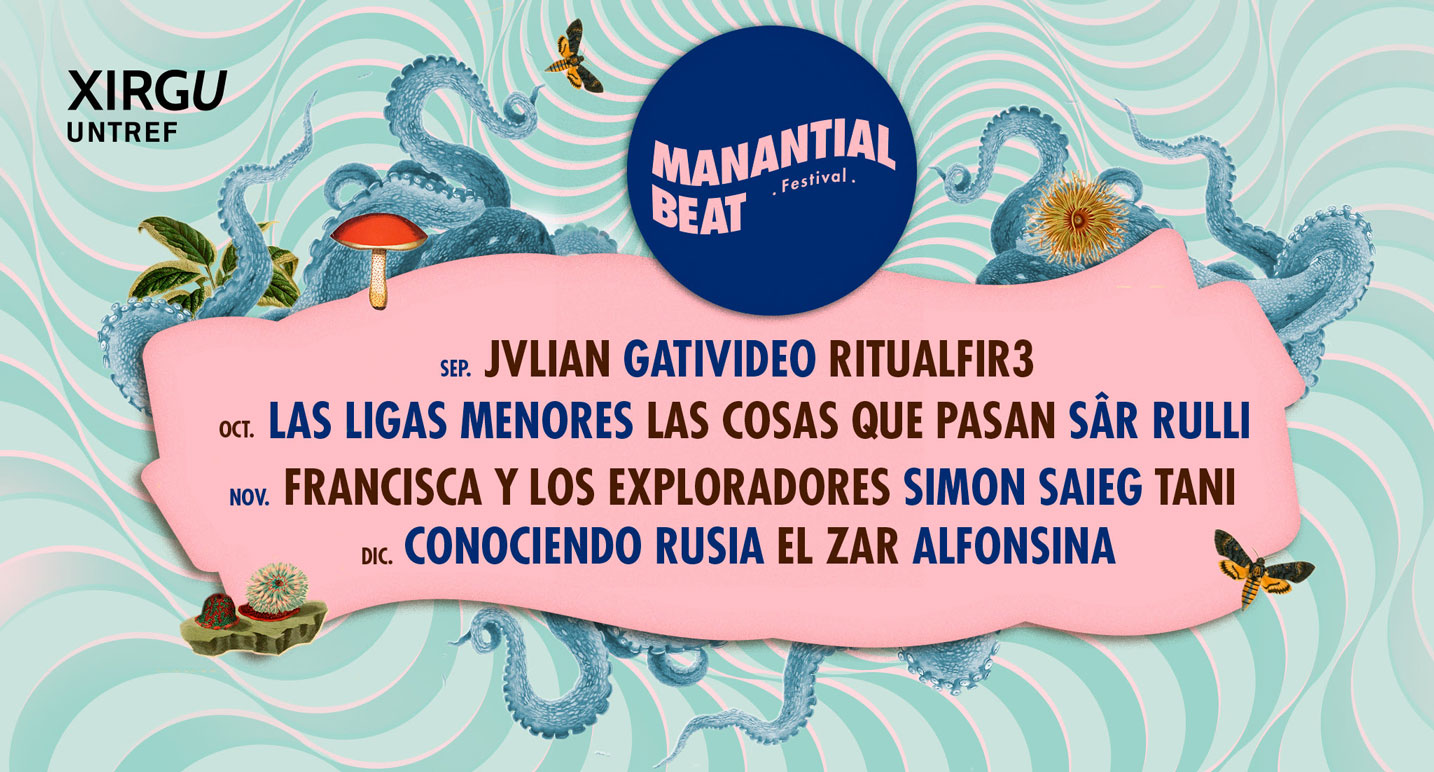 XIRGU
UNTREF
MANANTIAL
BEAT
. Festival .
SEP. JVLIAN GATIVIDEO RITUALFIR3
OCT. LAS LIGAS MENORES LAS COSAS QUE PASAN SÂR RULLI
NOV. FRANCISCA Y LOS EXPLORADORES SIMON SAIEG TANI
DIC. CONOCIENDO RUSIA EL ZAR ALFONSINA